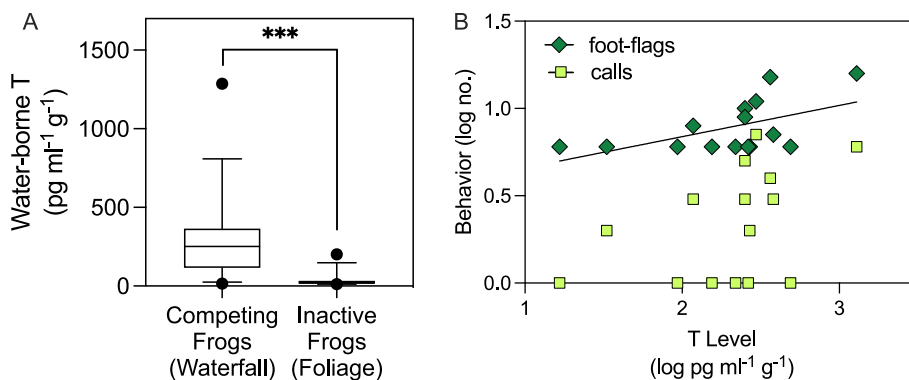 A
Water-borne T
(pg ml-1 g-1)
1500
1000
500
0
***
Competing
Frogs
(Waterfall)
Inactive
Frogs
(Foliage)
B
foot-flags
calls
Behavior (log no.)
1.5
1.0
0.5
0.0
1
2
3
T Level
(log pg ml-1 g-1)